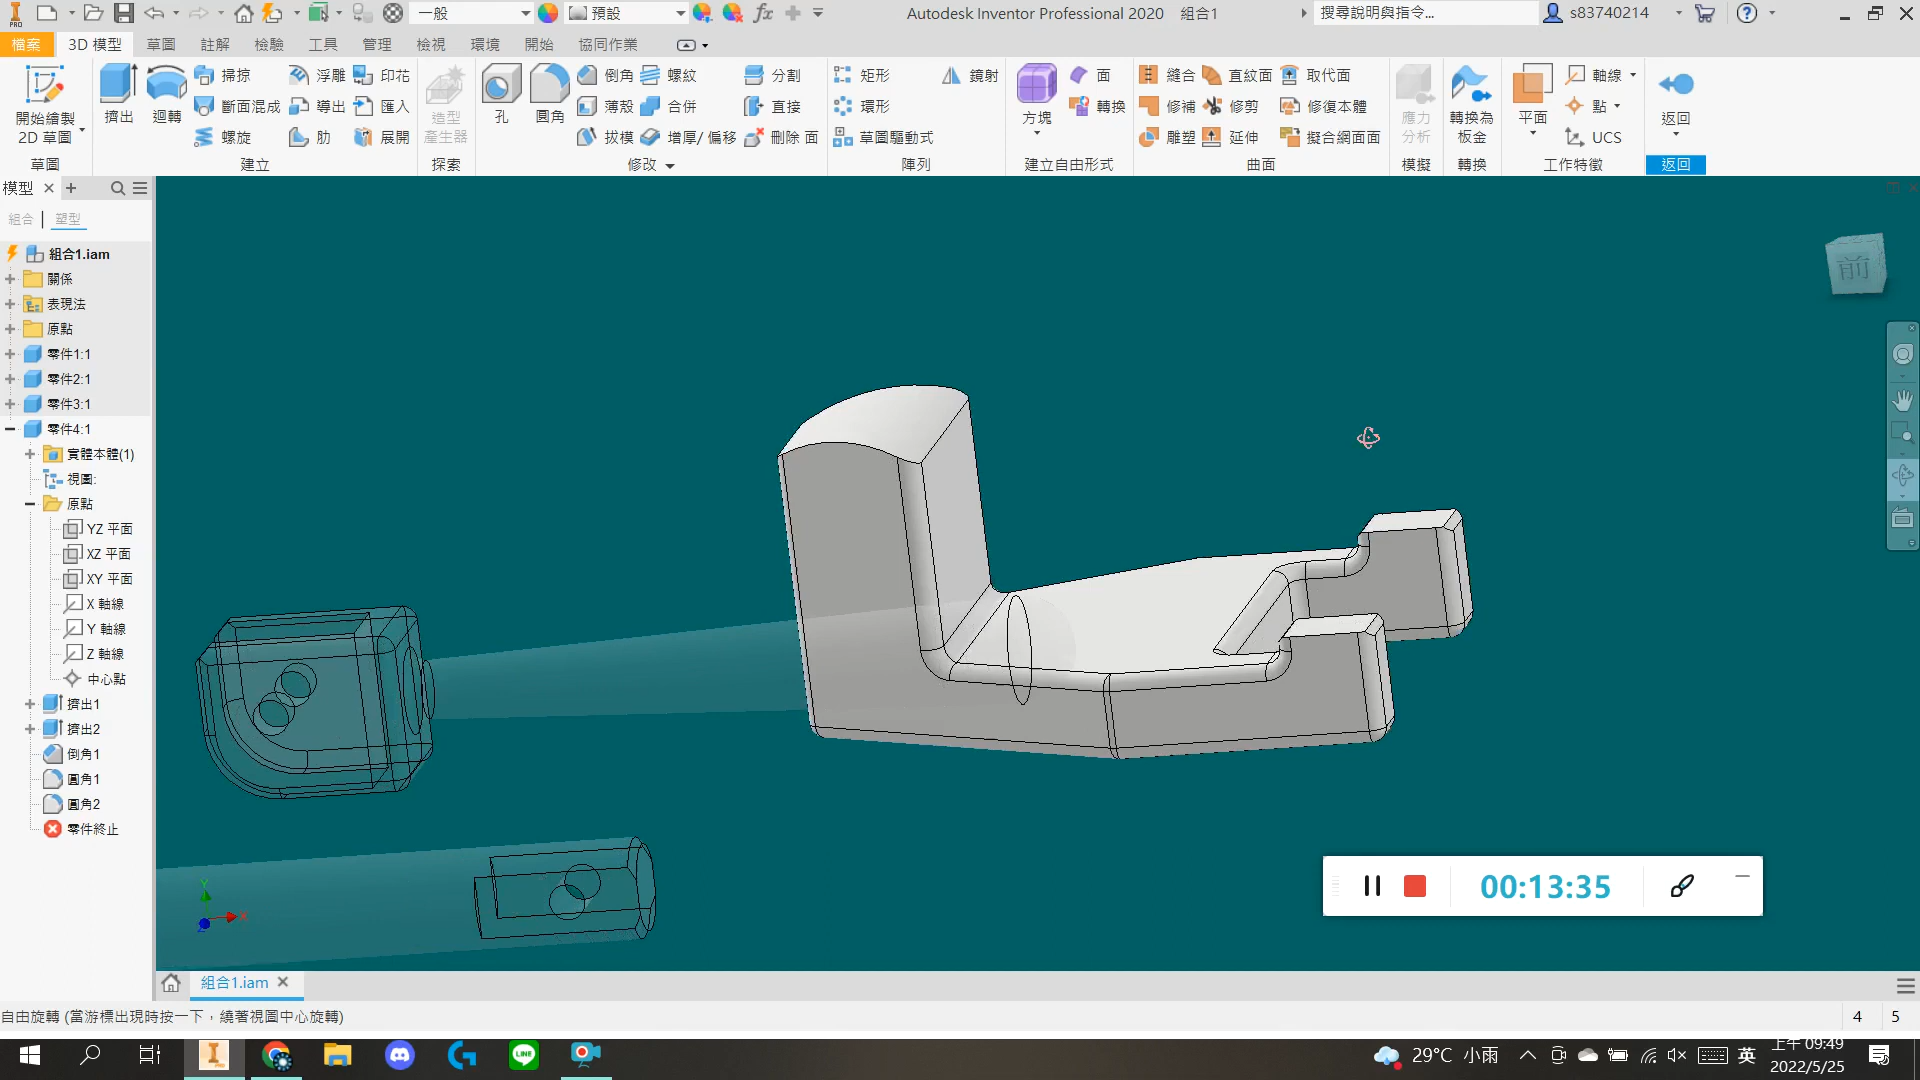 一般
預設
fx
Autodesk Inventor Professional 2020 組合1
搜尋說明與指令...
s83740214
PRO
檔案 3D 模型 草圖 註解 檢驗 工具 管理 檢視 環境 開始 協同作業
開始繪製
2D 草圖
擠出
迴轉
掃掠
斷面混成
螺旋
浮雕
導出
肋
印花
匯入
展開
造型
產生器
孔
圓角
倒角
薄殼
拔模
螺紋
合併
增厚/ 偏移
分割
直接
刪除 面
矩形
環形
草圖驅動式
鏡射
方塊
面
轉換
縫合
修補
雕塑
直紋面
修剪
延伸
取代面
修復本體
擬合網面面
應力
分析
轉換為
板金
平面
軸線
點
UCS
返回
草圖 建立 探索 修改 陣列 建立自由形式 曲面 模擬 轉換 工作特徵 返回
模型
組合 塑型
組合1.iam
關係
表現法
原點
零件1:1
零件2:1
零件3:1
零件4:1
實體本體(1)
視圖:
原點
YZ 平面
XZ 平面
XY 平面
X 軸線
Y 軸線
Z 軸線
中心點
擠出1
擠出2
倒角1
圓角1
圓角2
零件終止
前
Y
X
Z
00:13:35
組合1.iam
自由旋轉 (當游標出現時按一下，繞著視圖中心旋轉)
4 5
29°C 小雨
英
上午 09:49
2022/5/25
LINE